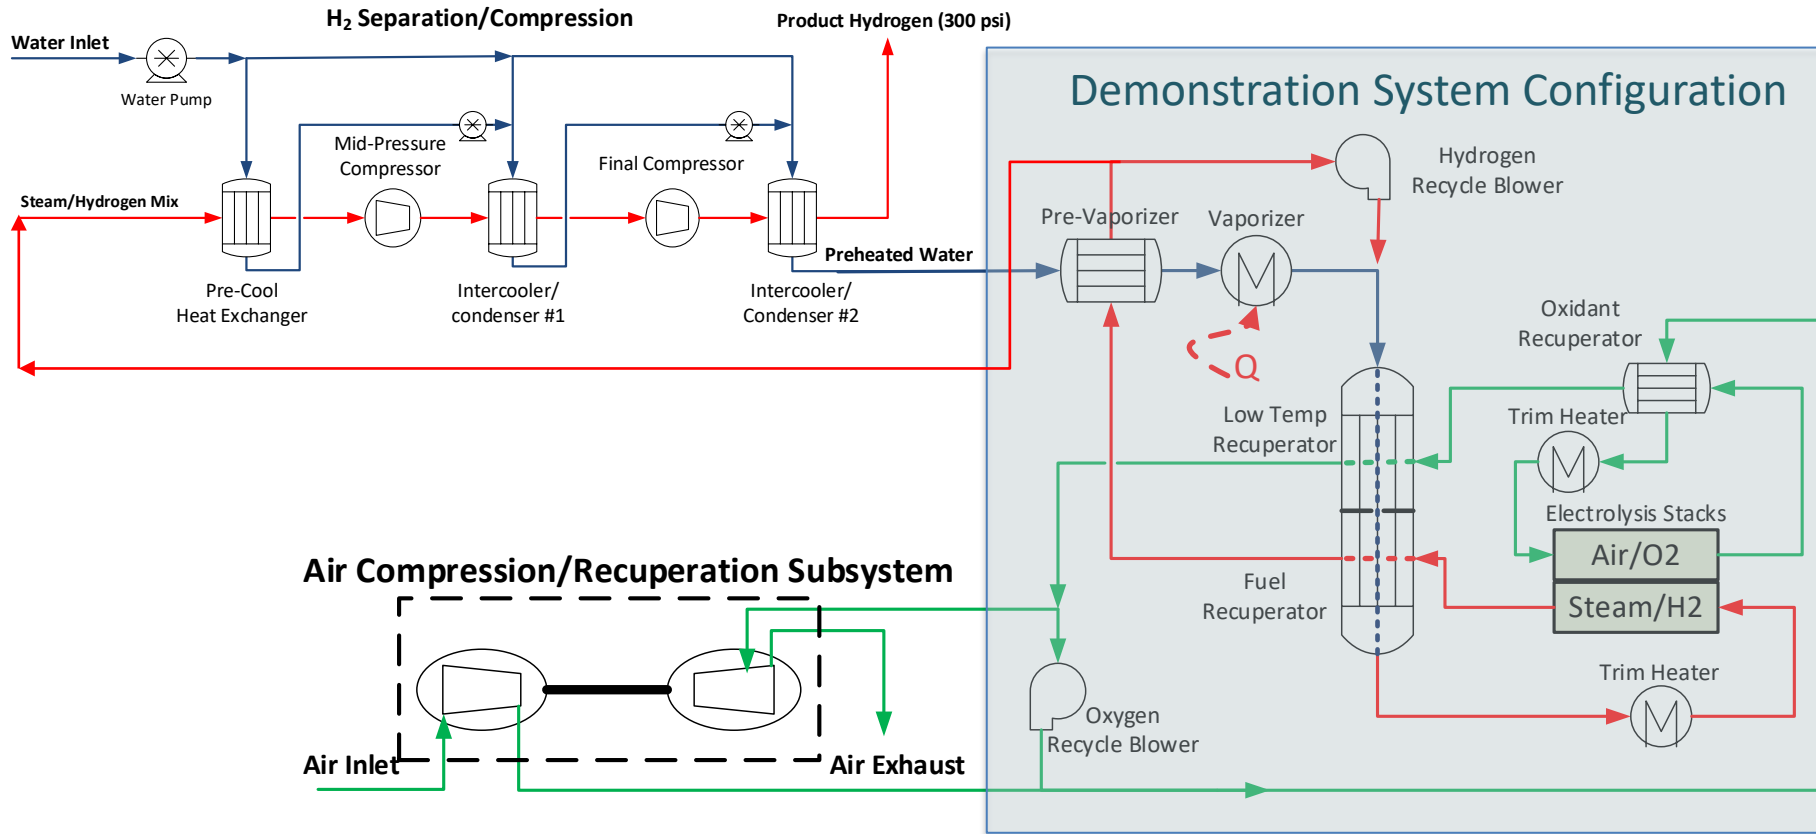 H2 Separation/Compression
Product Hydrogen (300 psi)
Water Inlet
Water Pump
Mid-Pressure
Compressor
Final Compressor
Steam/Hydrogen Mix
Preheated Water
Pre-Cool
Heat Exchanger
Intercooler/
condenser #1
Intercooler/
Condenser #2
Demonstration System Configuration
Hydrogen
Recycle Blower
Pre-Vaporizer
Vaporizer
Q
Oxidant
Recuperator
Low Temp
Recuperator
Trim Heater
Electrolysis Stacks
Air/O2
Steam/H2
Fuel
Recuperator
Trim Heater
Air Compression/Recuperation Subsystem
Oxygen
Recycle Blower
Air Inlet
Air Exhaust